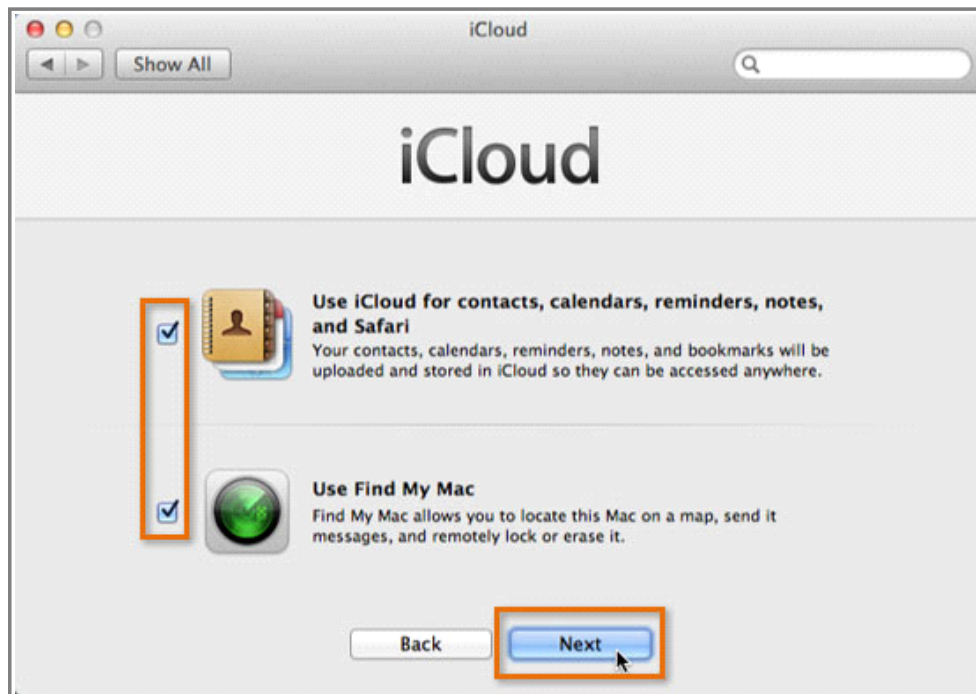 iCloud
Show All
iCloud
Use iCloud for contacts, calendars, reminders, notes,
and Safari
Your contacts, calendars, reminders, notes, and bookmarks will be
uploaded and stored in iCloud so they can be accessed anywhere.
Use Find My Mac
Find My Mac allows you to locate this Mac on a map, send it
messages, and remotely lock or erase it.
Back Next